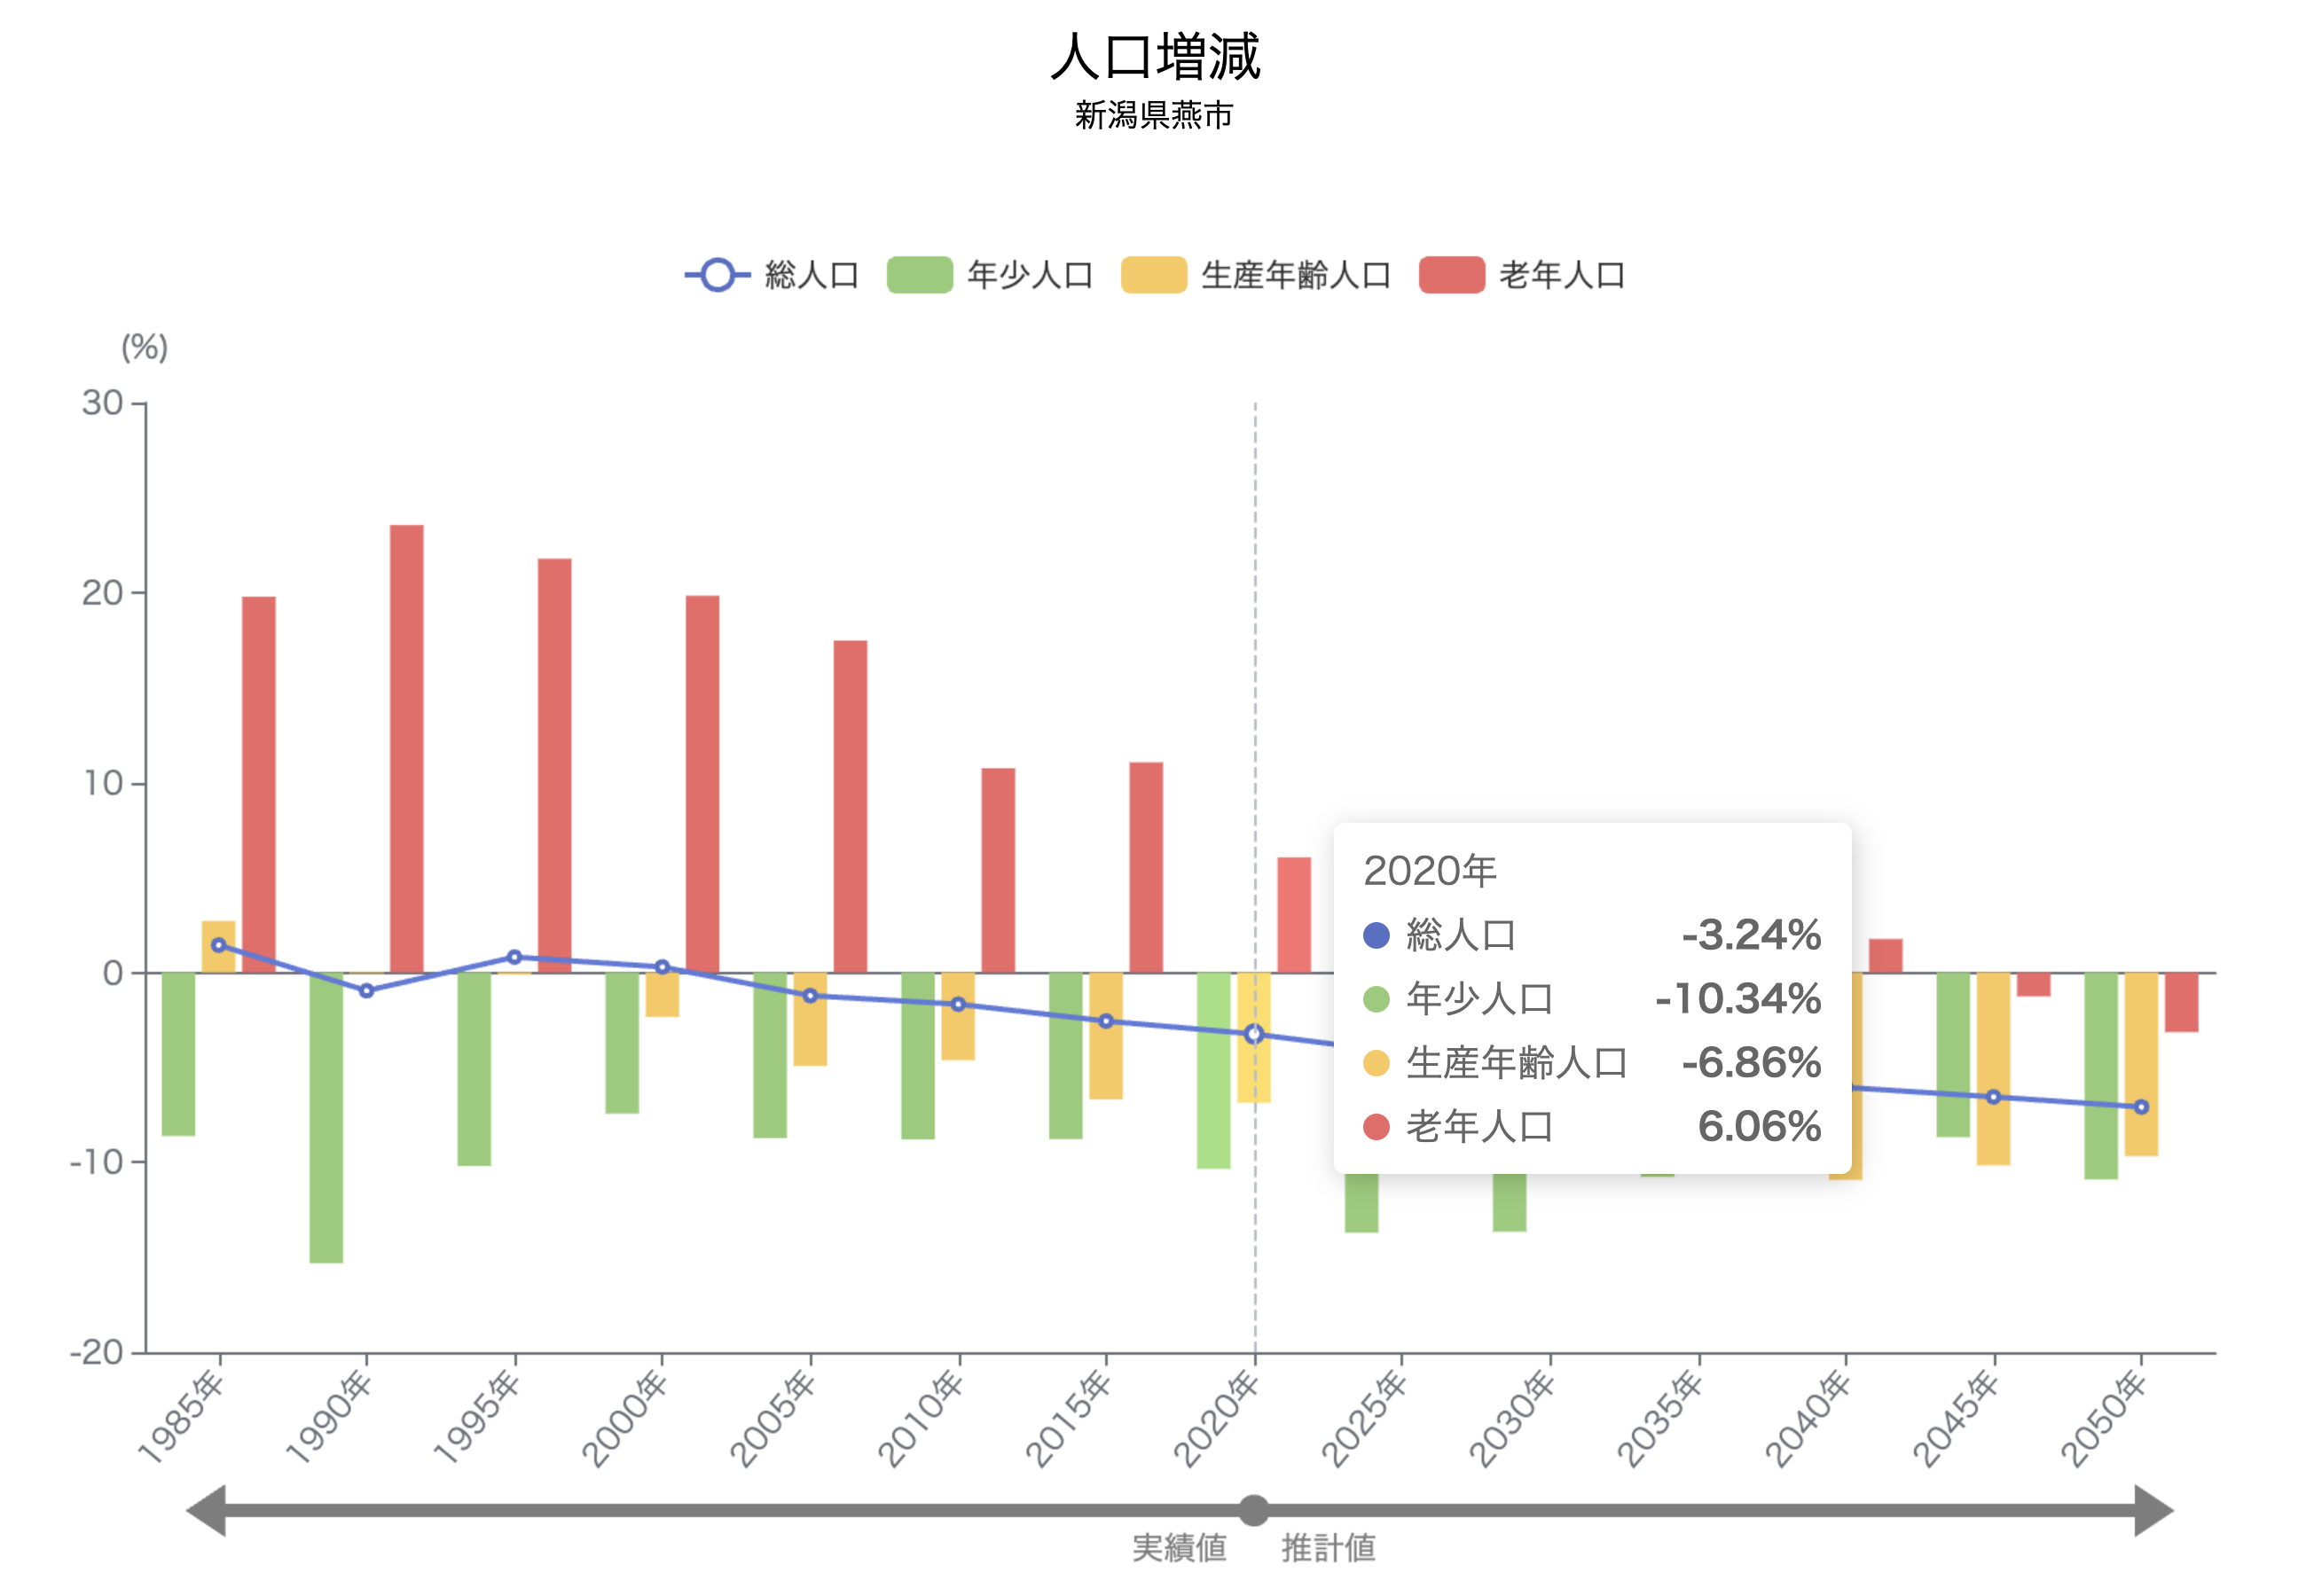 人口増減
新潟県燕市
総人口 年少人口 生産年齢人口 老年人口
(%)
30
20
10
0
-10
-20
2020年
総人口 -3.24%
年少人口 -10.34%
生産年齢人口 -6.86%
老年人口 6.06%
1985年 1990年 1995年 2000年 2005年 2010年 2015年 2020年 2025年 2030年 2035年 2040年 2045年 2050年
実績値 推計値